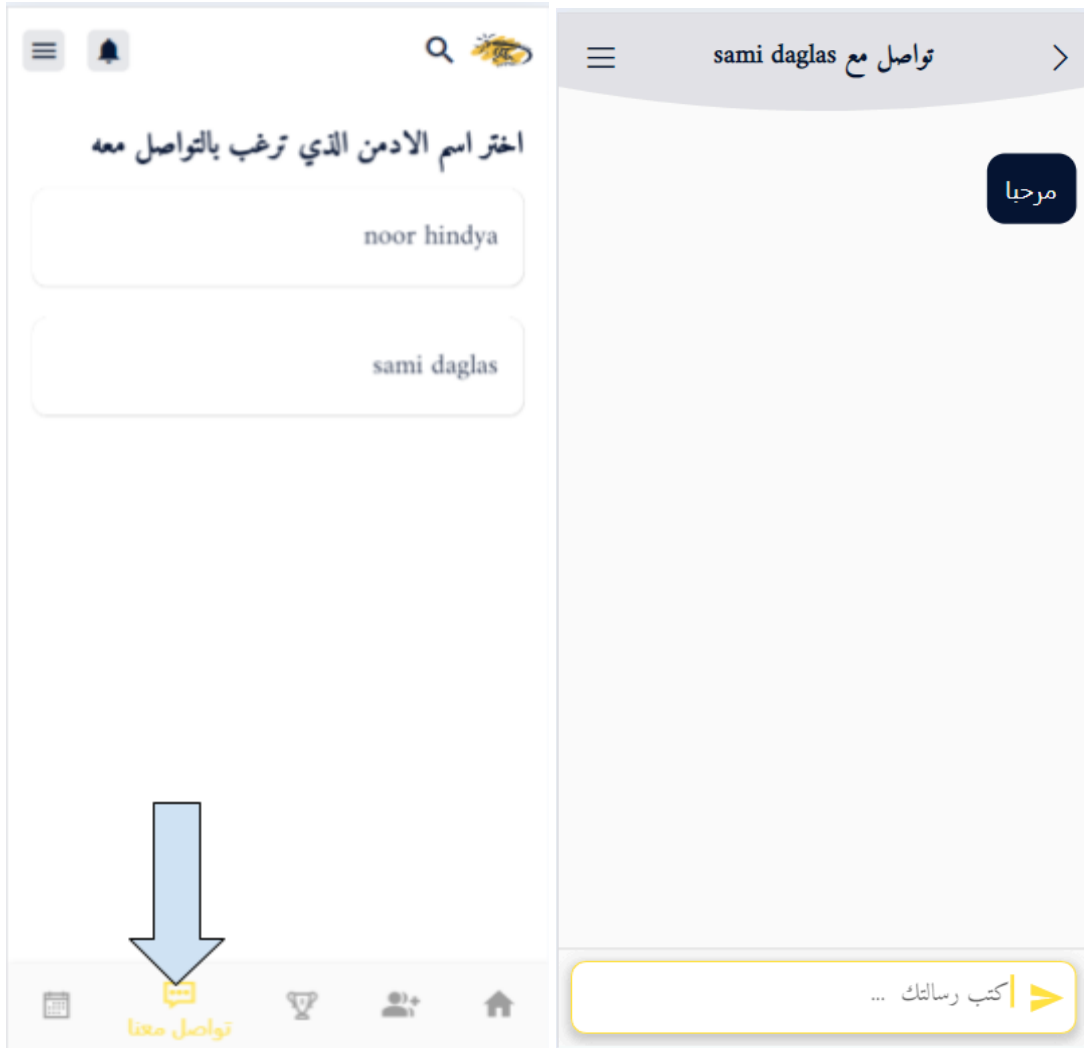 اختر اسم الادمن الذي ترغب بالتواصل معه
noor hindya
sami daglas
تواصل معنا
تواصل مع sami daglas
مرحبا
كتب رسالتك ...